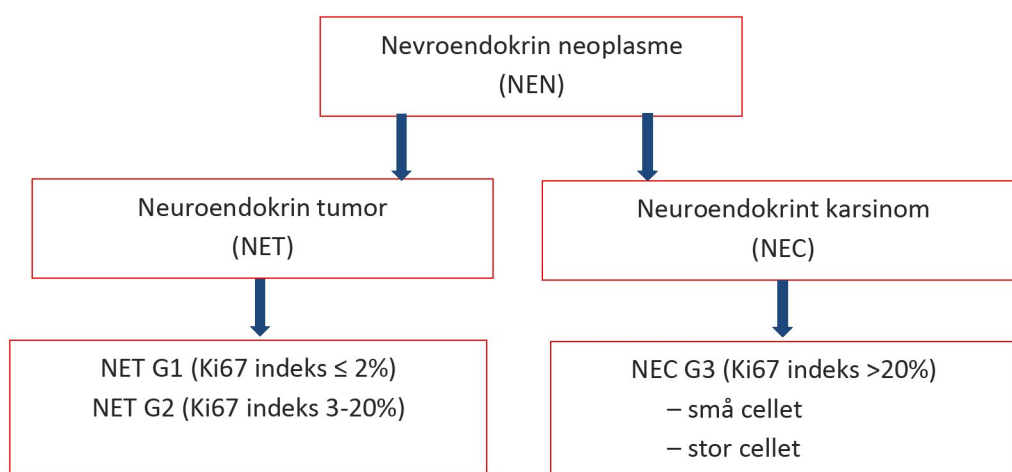 Nevroendokrin neoplasme
(NEN)
Neuroendokrin tumor
(NET)
Neuroendokrint karsinom
(NEC)
NET G1 (Ki67 indeks ≤ 2%)
NET G2 (Ki67 indeks 3-20%)
NEC G3 (Ki67 indeks >20%)
– små cellet
– stor cellet